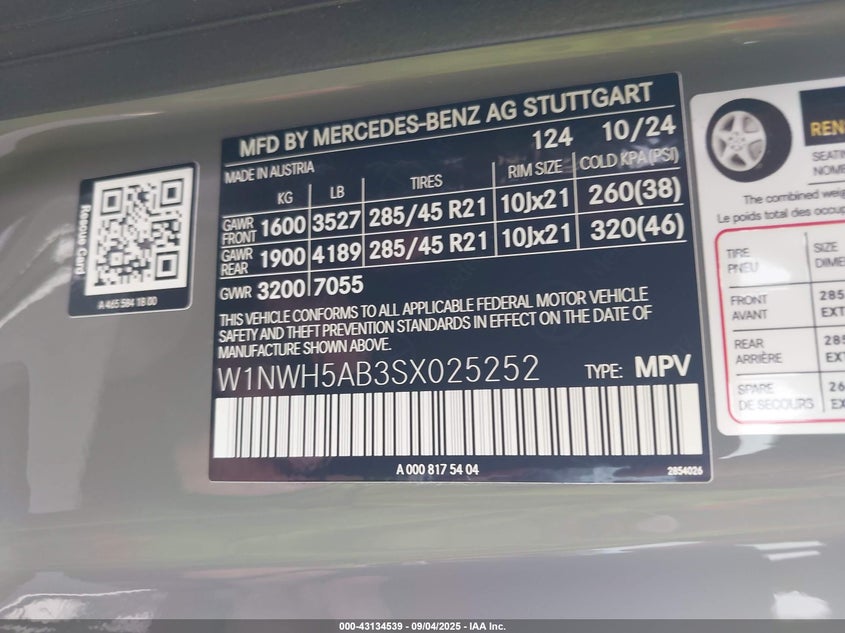 MFD BY MERCEDES-BENZ AG STUTTGART
124 10/24
MADE IN AUSTRIA
KG LB TIRES RIM SIZE COLD KPA (PSI)
GAWR FRONT 1600 3527 285/45 R21 10Jx21 260(38)
GAWR REAR 1900 4189 285/45 R21 10Jx21 320(46)
GVWR 3200 7055
THIS VEHICLE CONFORMS TO ALL APPLICABLE FEDERAL MOTOR VEHICLE
SAFETY AND THEFT PREVENTION STANDARDS IN EFFECT ON THE DATE OF
MANUFACTURE SHOWN ABOVE.
W1NWH5AB3SX025252 TYPE: MPV
A 000 817 54 04
2854026
Rescue Card
A 465 584 18 00
The combined
Le poids total des
TIRE
PNEU
SIZE
FRONT
AVANT
REAR
ARRIÈRE
SPARE
DE SECOURS
000-43134539 - 09/04/2025 - IAA Inc.